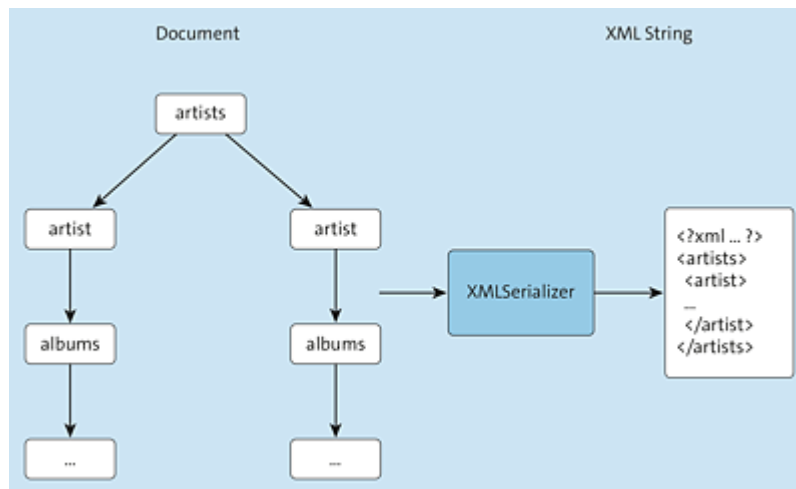 Document
XML String
artists
artist
artist
albums
albums
...
...
XMLSerializer
<?xml ... ?>
<artists>
<artist>
...
</artist>
</artists>